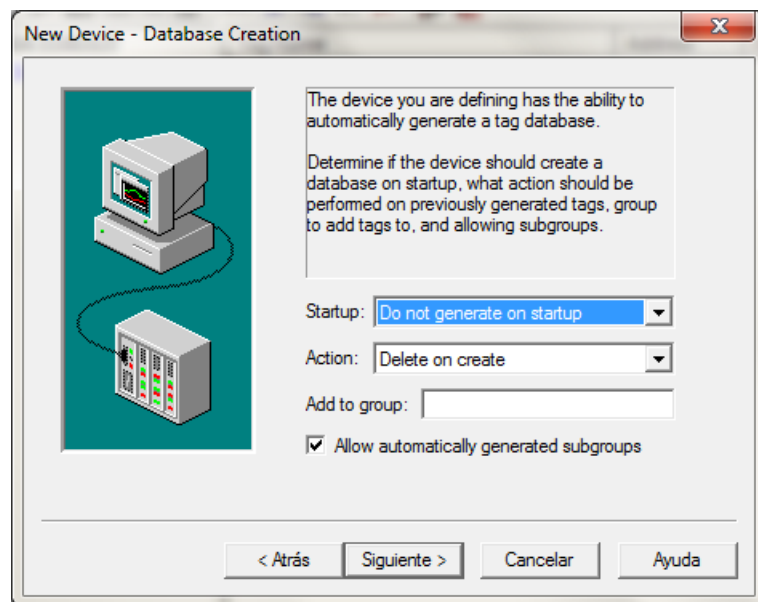 New Device - Database Creation
The device you are defining has the ability to
automatically generate a tag database.
Determine if the device should create a
database on startup, what action should be
performed on previously generated tags, group
to add tags to, and allowing subgroups.
Startup: Do not generate on startup
Action: Delete on create
Add to group:
Allow automatically generated subgroups
< Atrás Siguiente > Cancelar Ayuda